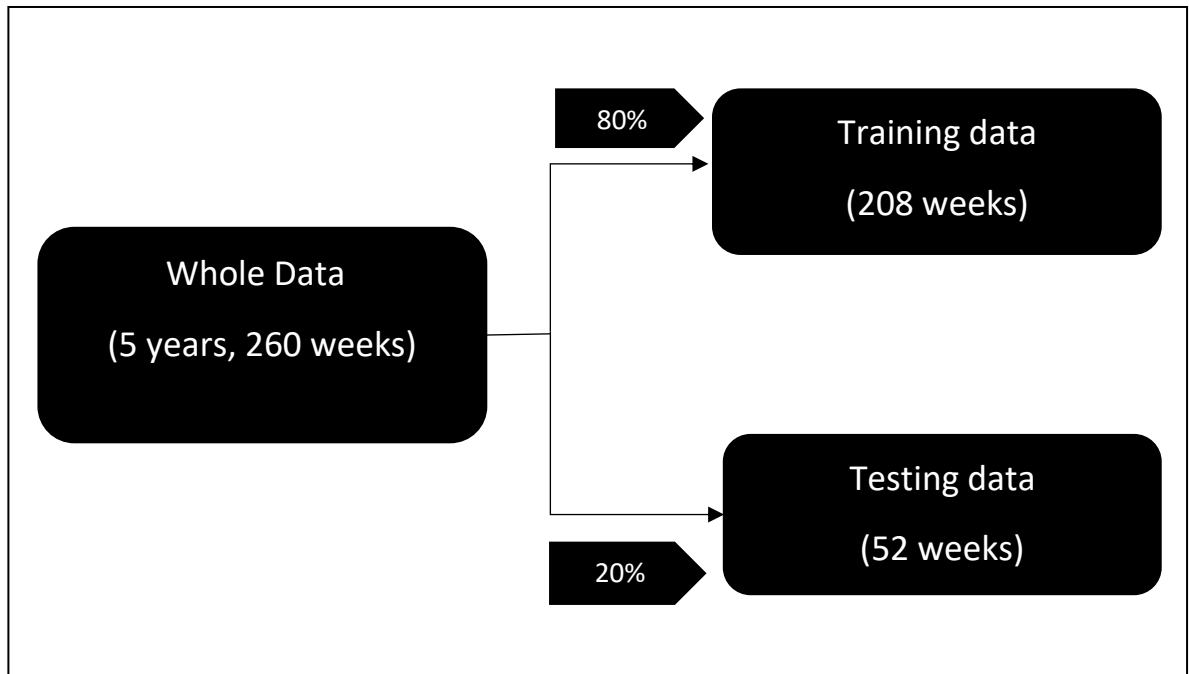 Whole Data
(5 years, 260 weeks)
80%
Training data
(208 weeks)
20%
Testing data
(52 weeks)